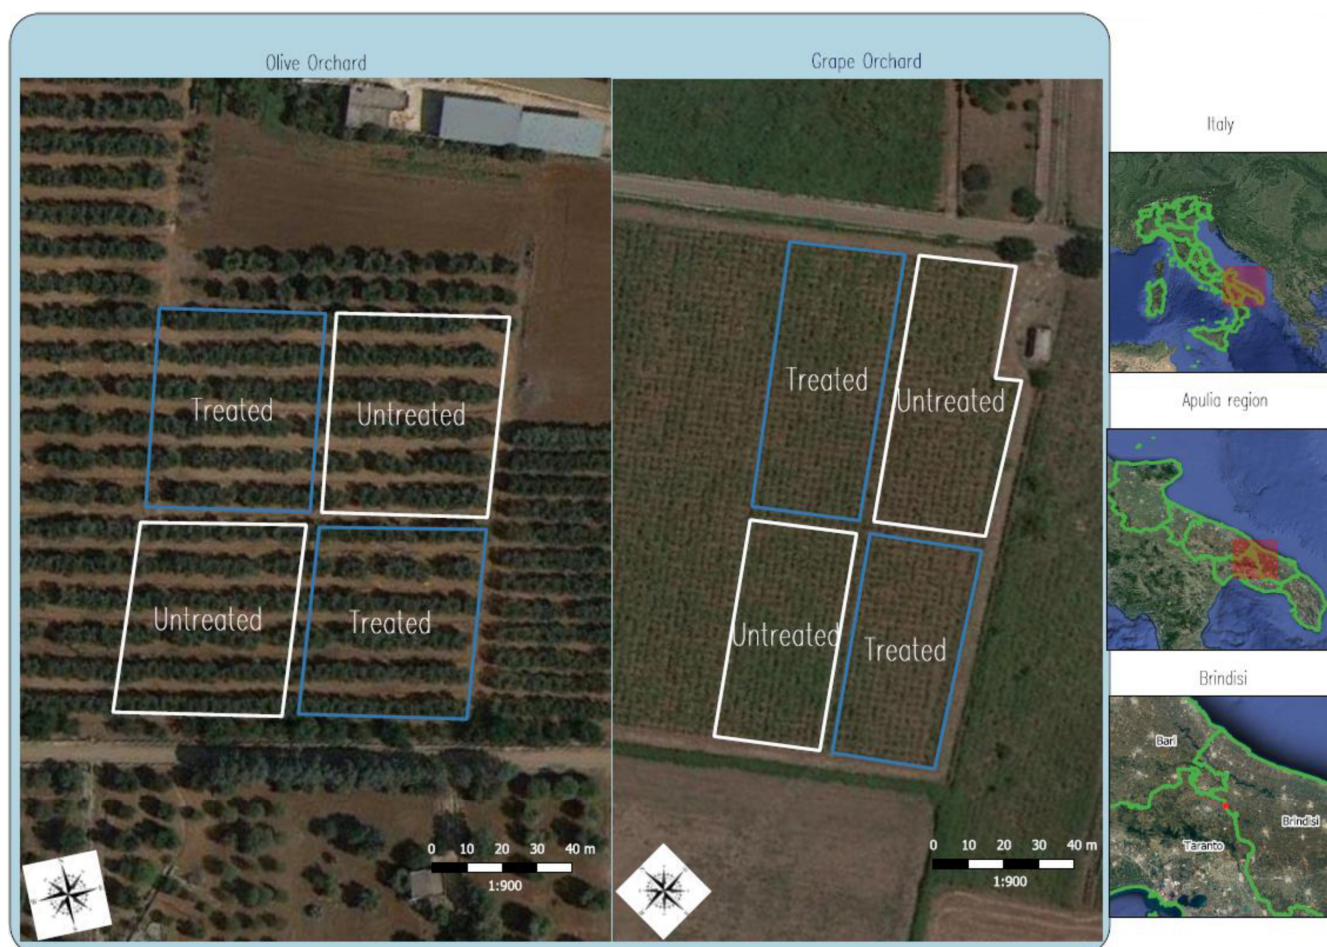 Olive Orchard
Grape Orchard
Treated
Untreated
Untreated
Treated
0 10 20 30 40 m
1:900
Treated
Untreated
Untreated
Treated
0 10 20 30 40 m
1:900
Italy
Apulia region
Brindisi
Bari
Brindisi
Taranto